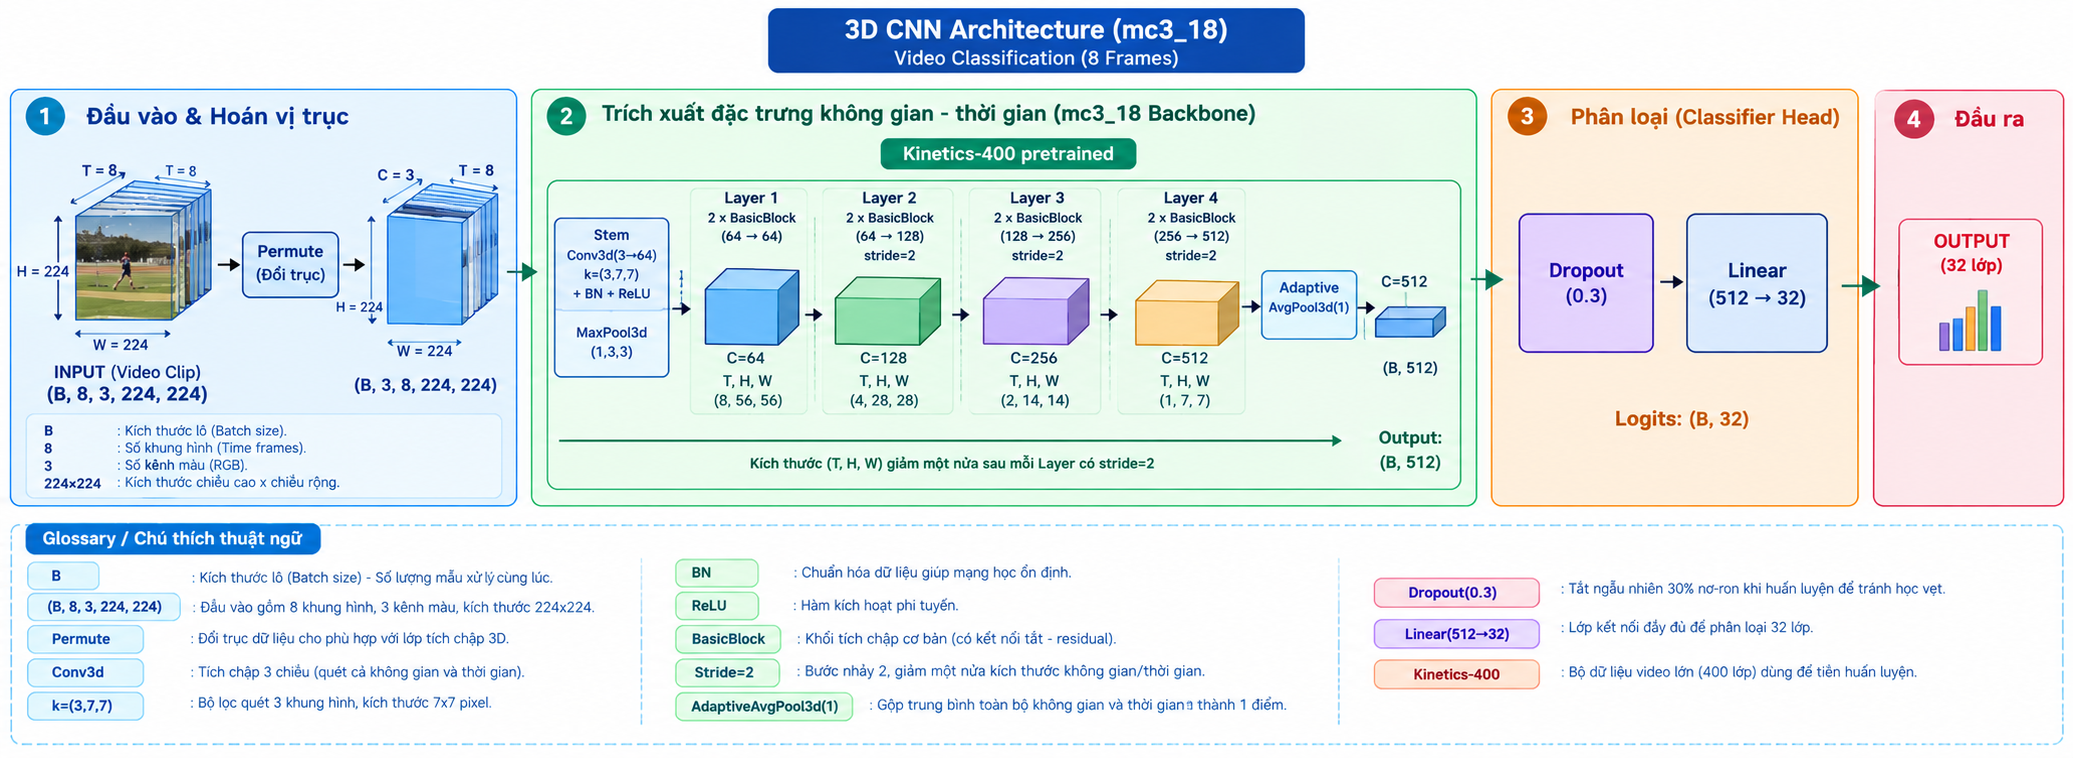 3D CNN Architecture (mc3_18)
Video Classification (8 Frames)
1
Đầu vào & Hoán vị trục
T = 8
T = 8
H = 224
W = 224
INPUT (Video Clip)
(B, 8, 3, 224, 224)
Permute
(Đổi trục)
C = 3
T = 8
H = 224
W = 224
(B, 3, 8, 224, 224)
B : Kích thước lô (Batch size).
8 : Số khung hình (Time frames).
3 : Số kênh màu (RGB).
224x224 : Kích thước chiều cao x chiều rộng.
2
Trích xuất đặc trưng không gian - thời gian (mc3_18 Backbone)
Kinetics-400 pretrained
Stem
Conv3d(3→64)
k=(3,7,7)
+ BN + ReLU
MaxPool3d
(1,3,3)
Layer 1
2 x BasicBlock
(64 → 64)
C=64
T, H, W
(8, 56, 56)
Layer 2
2 x BasicBlock
(64 → 128)
stride=2
C=128
T, H, W
(4, 28, 28)
Layer 3
2 x BasicBlock
(128 → 256)
stride=2
C=256
T, H, W
(2, 14, 14)
Layer 4
2 x BasicBlock
(256 → 512)
stride=2
C=512
T, H, W
(1, 7, 7)
Adaptive
AvgPool3d(1)
C=512
(B, 512)
Kích thước (T, H, W) giảm một nửa sau mỗi Layer có stride=2
Output:
(B, 512)
3
Phân loại (Classifier Head)
Dropout
(0.3)
Linear
(512 → 32)
Logits: (B, 32)
4
Đầu ra
OUTPUT
(32 lớp)
Glossary / Chú thích thuật ngữ
B : Kích thước lô (Batch size) - Số lượng mẫu xử lý cùng lúc.
(B, 8, 3, 224, 224) : Đầu vào gồm 8 khung hình, 3 kênh màu, kích thước 224x224.
Permute : Đổi trục dữ liệu cho phù hợp với lớp tích chập 3D.
Conv3d : Tích chập 3 chiều (quét cả không gian và thời gian).
k=(3,7,7) : Bộ lọc quét 3 khung hình, kích thước 7x7 pixel.
BN : Chuẩn hóa dữ liệu giúp mạng học ổn định.
ReLU : Hàm kích hoạt phi tuyến.
BasicBlock : Khối tích chập cơ bản (có kết nối tắt - residual).
Stride=2 : Bước nhảy 2, giảm một nửa kích thước không gian/thời gian.
AdaptiveAvgPool3d(1) : Gộp trung bình toàn bộ không gian và thời gian thành 1 điểm.
Dropout(0.3) : Tắt ngẫu nhiên 30% nơ-ron khi huấn luyện để tránh học vẹt.
Linear(512→32) : Lớp kết nối đầy đủ để phân loại 32 lớp.
Kinetics-400 : Bộ dữ liệu video lớn (400 lớp) dùng để tiền huấn luyện.